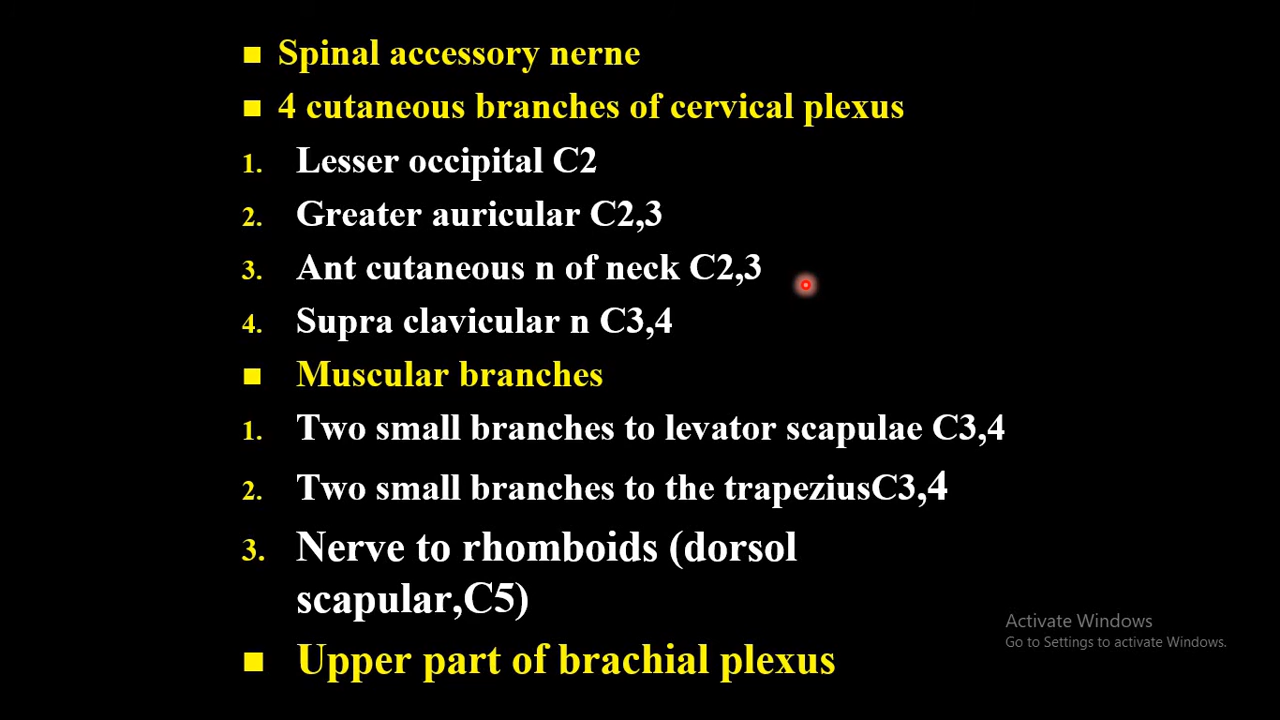 ■ Spinal accessory nerne
■ 4 cutaneous branches of cervical plexus
1. Lesser occipital C2
2. Greater auricular C2,3
3. Ant cutaneous n of neck C2,3
4. Supra clavicular n C3,4
■ Muscular branches
1. Two small branches to levator scapulae C3,4
2. Two small branches to the trapeziusC3,4
3. Nerve to rhomboids (dorsol
scapular,C5)
Activate Windows
Go to Settings to activate Windows.
■ Upper part of brachial plexus